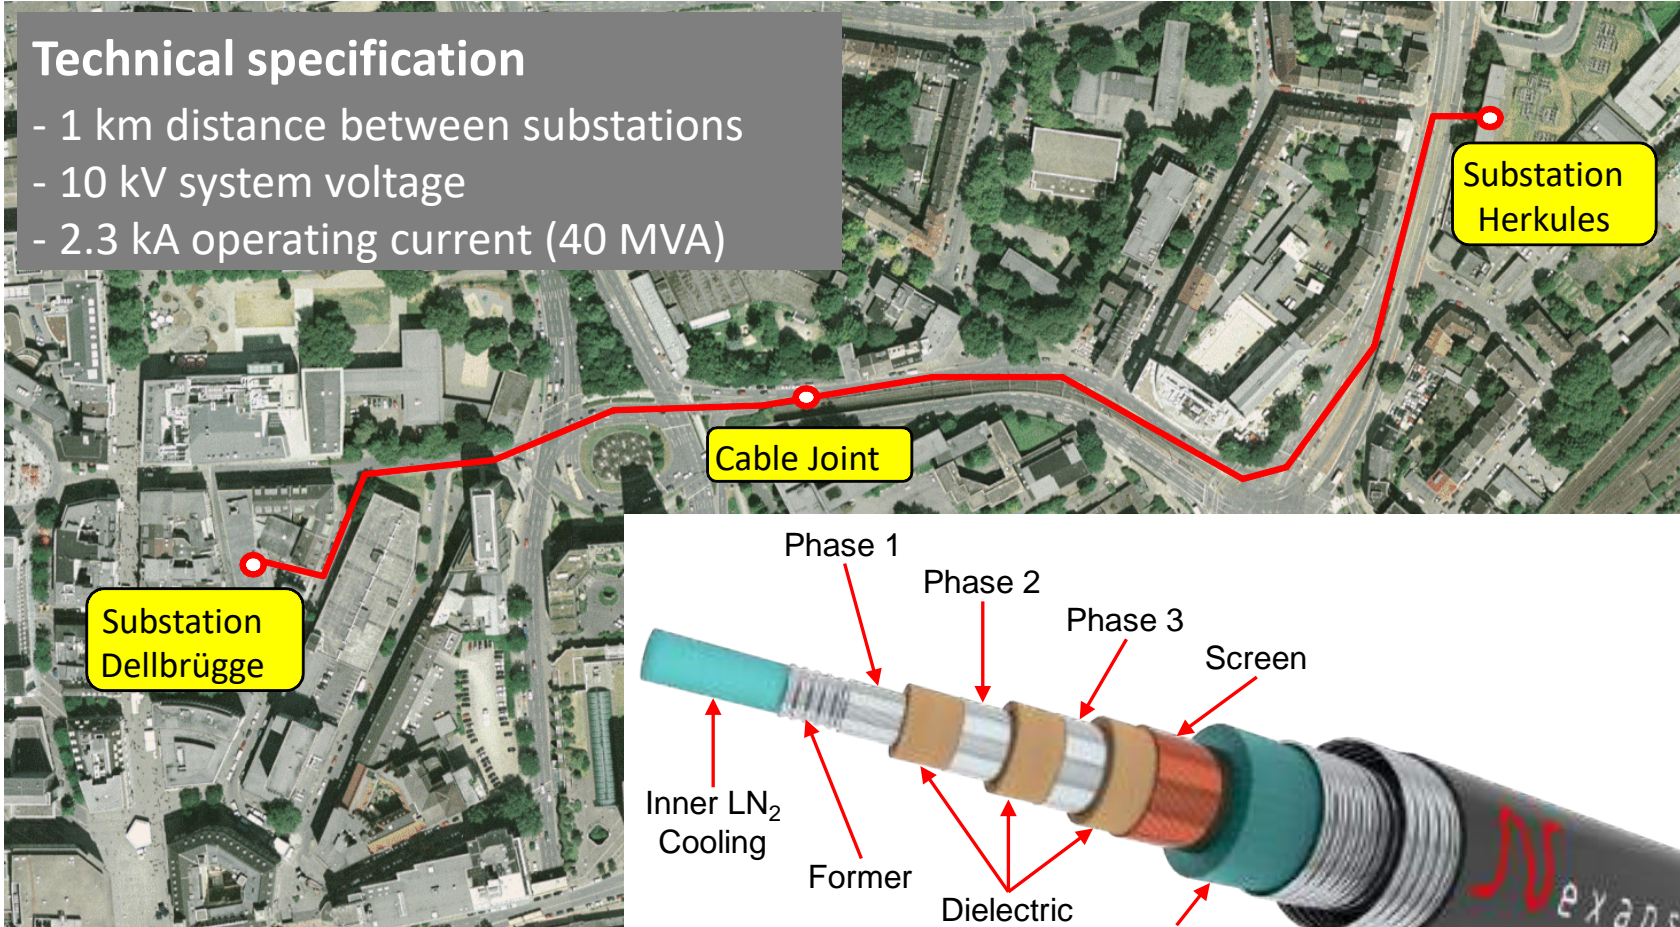 Technical specification
- 1 km distance between substations
- 10 kV system voltage
- 2.3 kA operating current (40 MVA)
Substation
Herkules
Cable Joint
Substation
Dellbrügge
Phase 1
Phase 2
Phase 3
Screen
Inner LN₂
Cooling
Former
Dielectric
Nexans